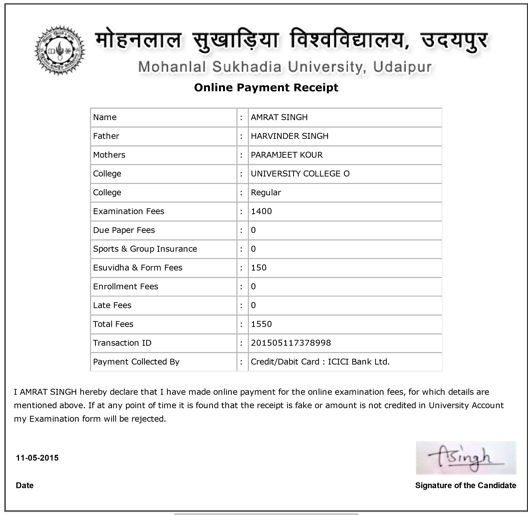 मोहनलाल सुखाड़िया विश्वविद्यालय, उदयपुर
Mohanlal Sukhadia University, Udaipur
Online Payment Receipt
Name : AMRAT SINGH
Father : HARVINDER SINGH
Mothers : PARAMJEET KOUR
College : UNIVERSITY COLLEGE O
College : Regular
Examination Fees : 1400
Due Paper Fees : 0
Sports & Group Insurance : 0
Esuvidha & Form Fees : 150
Enrollment Fees : 0
Late Fees : 0
Total Fees : 1550
Transaction ID : 201505117378998
Payment Collected By : Credit/Dabit Card : ICICI Bank Ltd.
I AMRAT SINGH hereby declare that I have made online payment for the online examination fees, for which details are
mentioned above. If at any point of time it is found that the receipt is fake or amount is not credited in University Account
my Examination form will be rejected.
11-05-2015
Asingh
Date
Signature of the Candidate